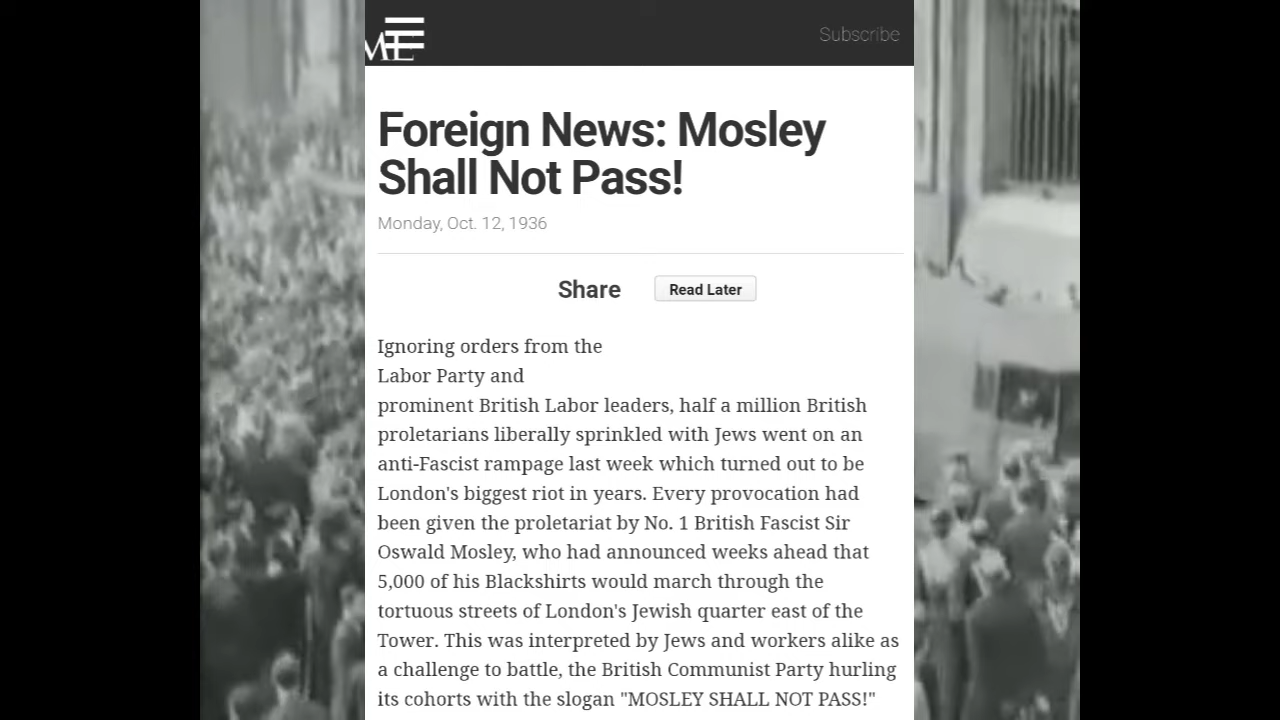 Subscribe
Foreign News: Mosley
Shall Not Pass!
Monday, Oct. 12, 1936
Share Read Later
Ignoring orders from the
Labor Party and
prominent British Labor leaders, half a million British
proletarians liberally sprinkled with Jews went on an
anti-Fascist rampage last week which turned out to be
London's biggest riot in years. Every provocation had
been given the proletariat by No. 1 British Fascist Sir
Oswald Mosley, who had announced weeks ahead that
5,000 of his Blackshirts would march through the
tortuous streets of London's Jewish quarter east of the
Tower. This was interpreted by Jews and workers alike as
a challenge to battle, the British Communist Party hurling
its cohorts with the slogan "MOSLEY SHALL NOT PASS!"